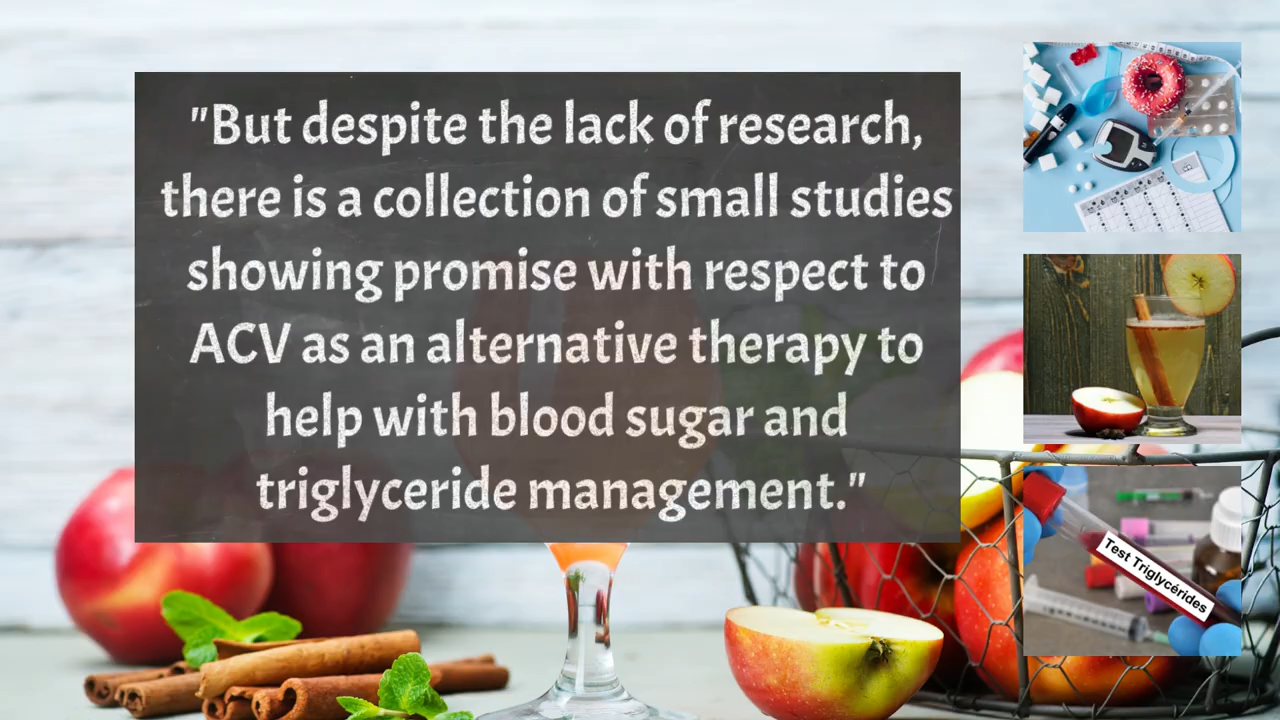 "But despite the lack of research,
there is a collection of small studies
showing promise with respect to
ACV as an alternative therapy to
help with blood sugar and
triglyceride management."
Test Triglycérides